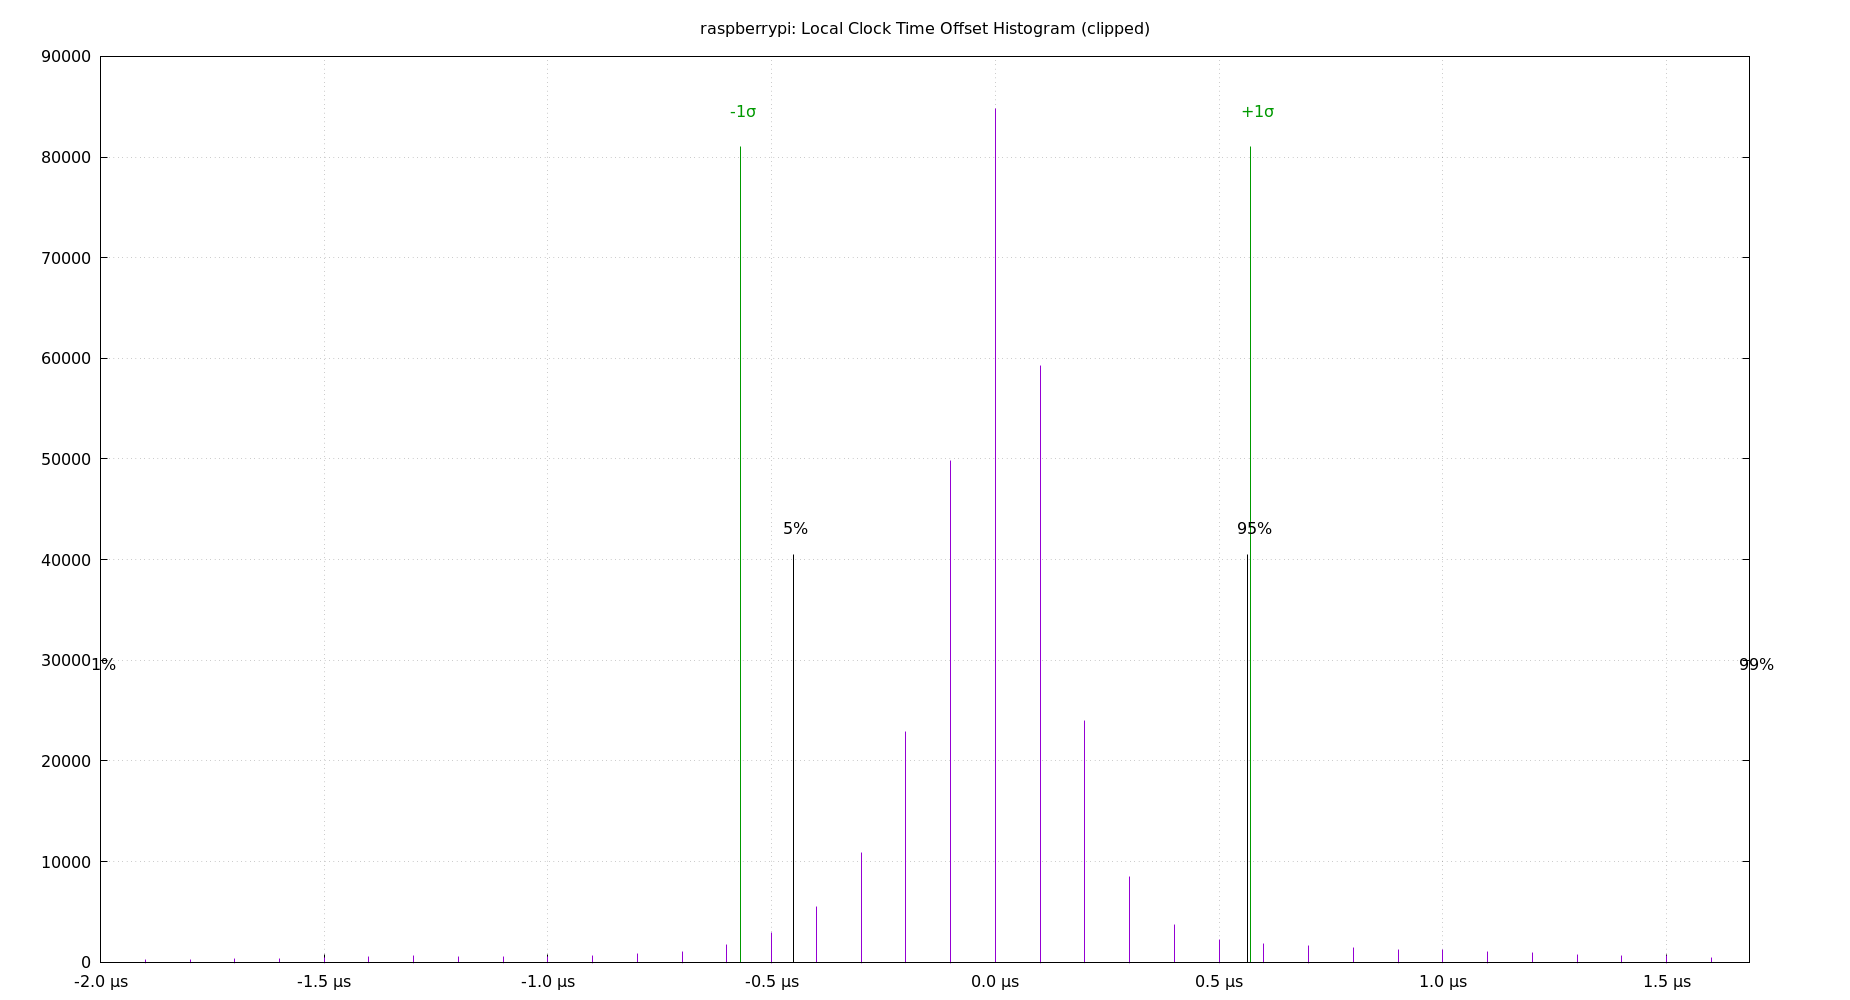 raspberrypi: Local Clock Time Offset Histogram (clipped)
90000
-1σ
+1σ
80000
70000
60000
50000
5%
95%
40000
30000
1%
99%
20000
10000
0
-2.0 µs
-1.5 µs
-1.0 µs
-0.5 µs
0.0 µs
0.5 µs
1.0 µs
1.5 µs